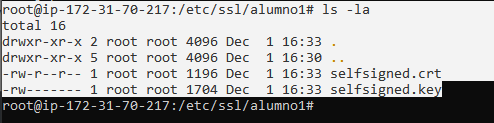 root@ip-172-31-70-217:/etc/ssl/alumno1# ls -la
total 16
drwxr-xr-x 2 root root 4096 Dec  1 16:33 .
drwxr-xr-x 5 root root 4096 Dec  1 16:30 ..
-rw-r--r-- 1 root root 1196 Dec  1 16:33 selfsigned.crt
-rw------- 1 root root 1704 Dec  1 16:33 selfsigned.key
root@ip-172-31-70-217:/etc/ssl/alumno1#